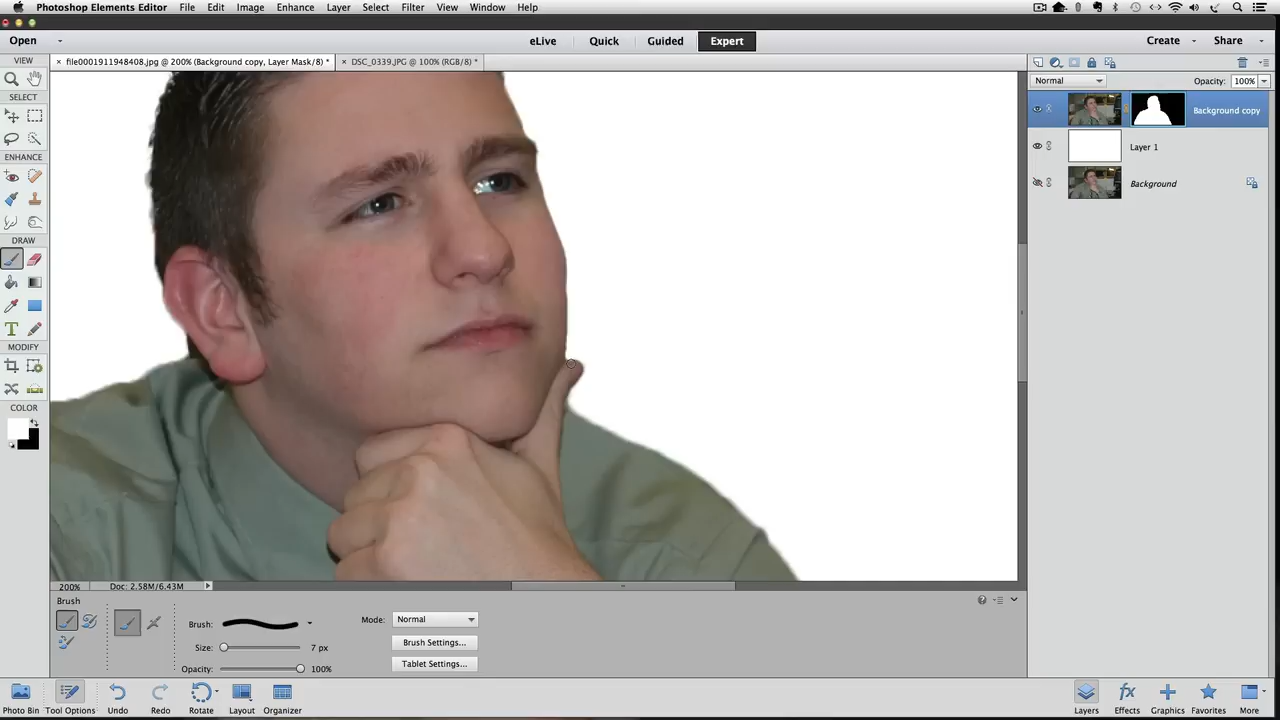 Photoshop Elements Editor File Edit Image Enhance Layer Select Filter View Window Help
Open eLive Quick Guided Expert Create Share
VIEW × file0001911948408.jpg @ 200% (Background copy, Layer Mask/8) * × DSC_0339.JPG @ 100% (RGB/8) *
Normal Opacity: 100%
SELECT
Background copy
Layer 1
ENHANCE
Background
DRAW
T
MODIFY
COLOR
200% Doc: 2.58M/6.43M
Brush
Brush: Mode: Normal
Size: 7 px Brush Settings...
Opacity: 100% Tablet Settings...
Photo Bin Tool Options Undo Redo Rotate Layout Organizer Layers Effects Graphics Favorites More